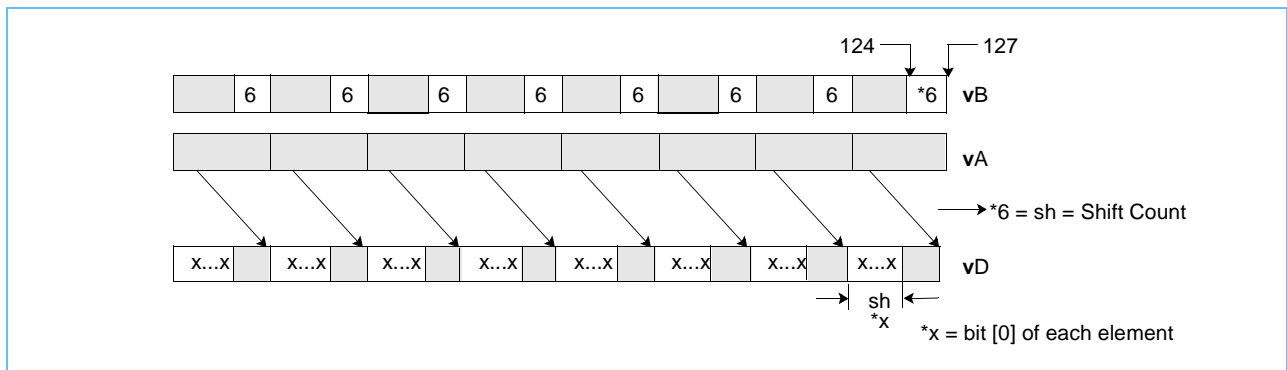 124 127
6 6 6 6 6 6 6 *6 vB
vA
*6 = sh = Shift Count
x...x x...x x...x x...x x...x x...x x...x x...x vD
sh
*x
*x = bit [0] of each element